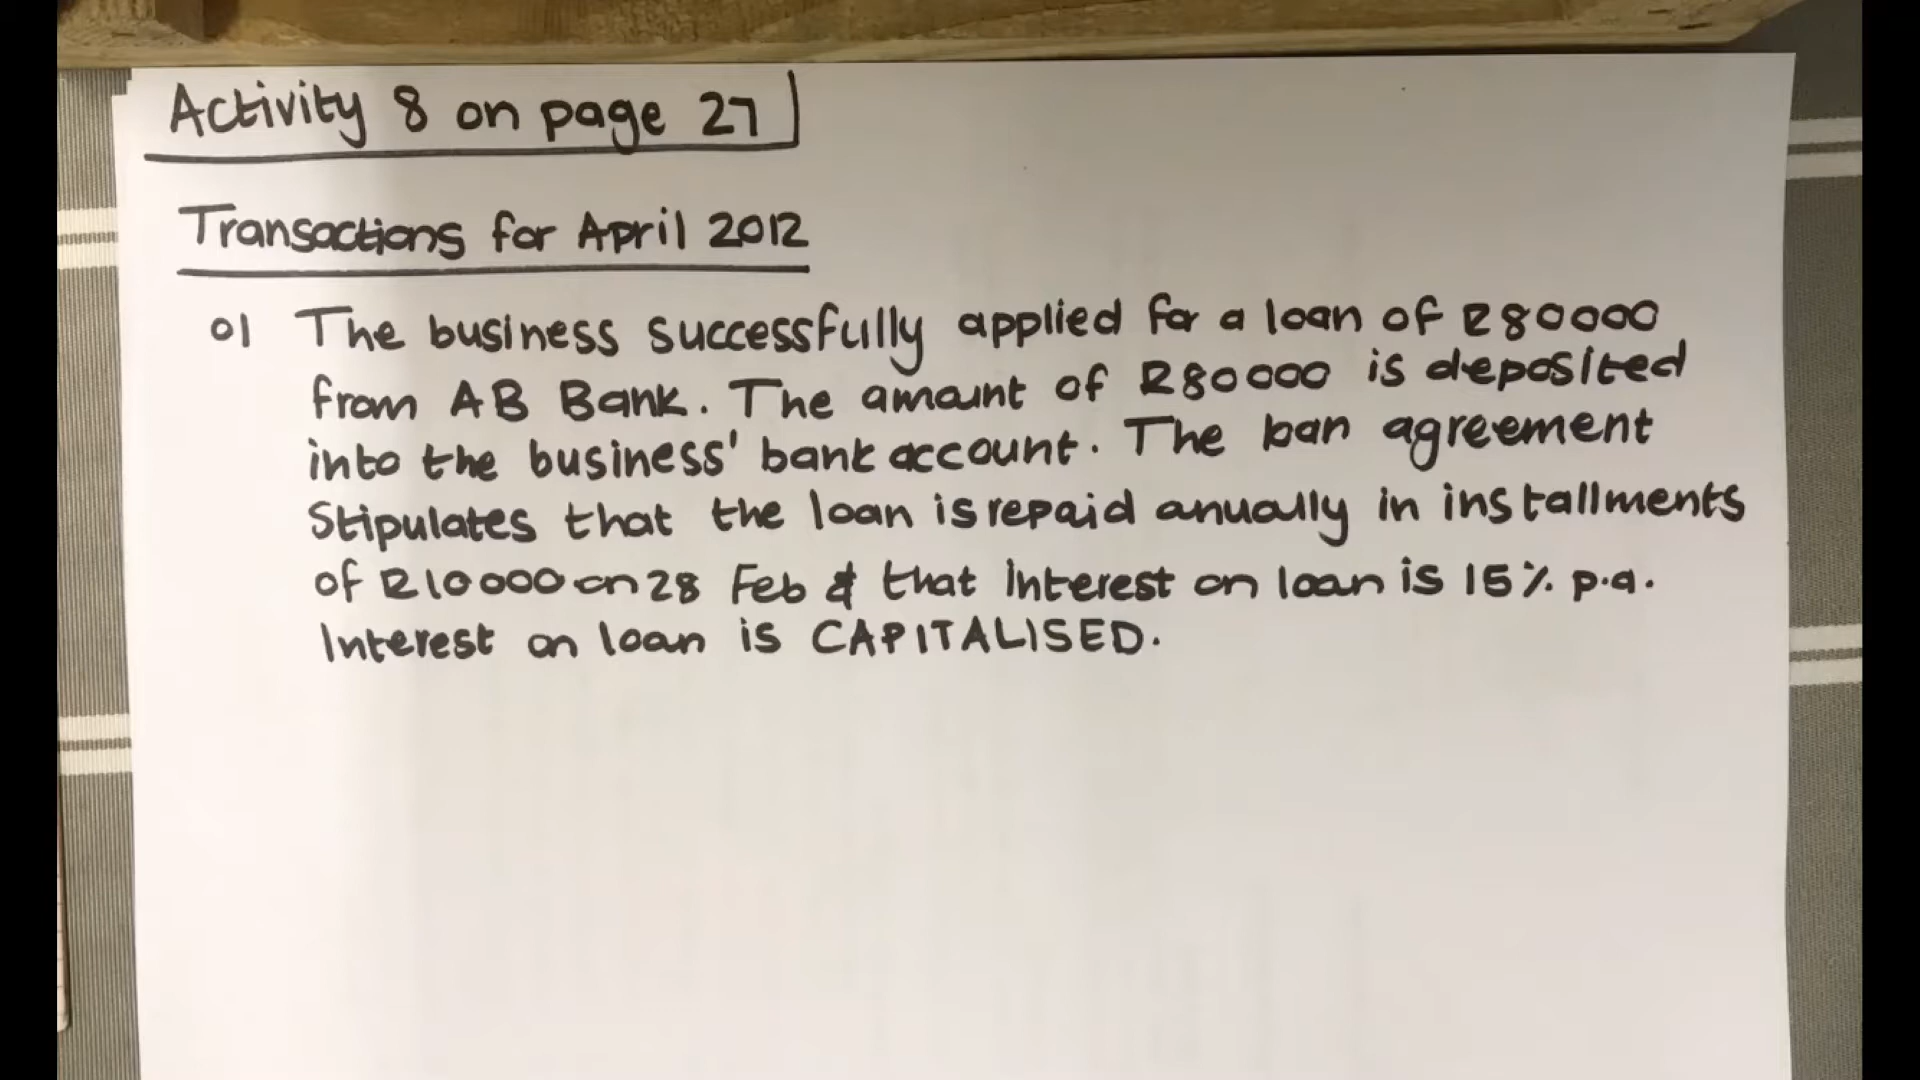 Activity 8 on page 27
Transactions for April 2012
01 The business successfully applied for a loan of R80000
from AB Bank. The amount of R80000 is deposited
into the business' bank account. The loan agreement
Stipulates that the loan is repaid anually in installments
of R10000 on 28 Feb & that interest on loan is 15% p.a.
Interest on loan is CAPITALISED.